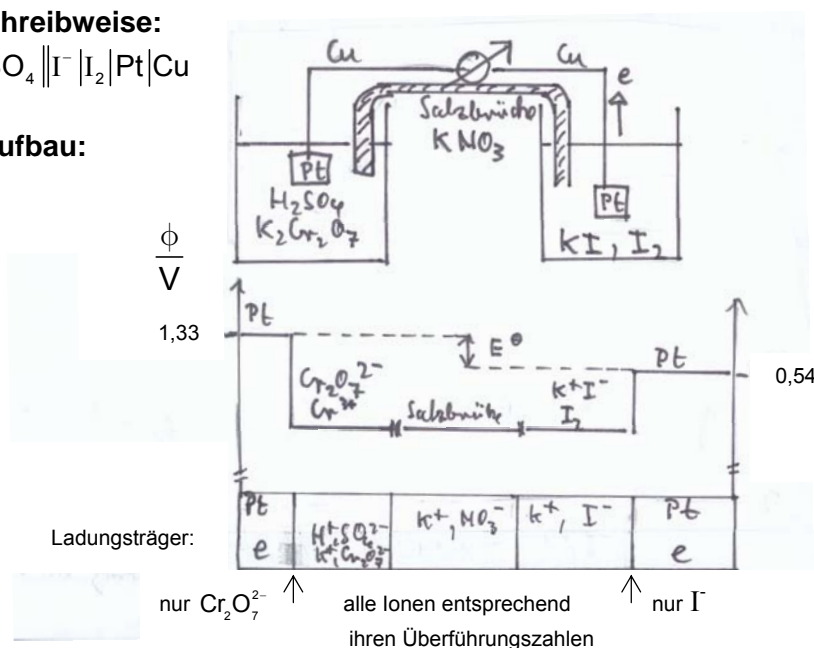 hreibweise:
O₄‖I⁻|I₂|Pt|Cu
ufbau:
Cu
Cu
e
Salzbrücke
KNO₃
Pt
H₂SO₄
K₂Cr₂O₇
Pt
KI, I₂
ϕ
V
Pt
1,33
E⊖
Pt
0,54
Cr₂O₇²⁻
Cr³⁺
Salzbrücke
K⁺I⁻
I₂
Pt
H⁺, SO₄²⁻
K⁺, Cr₂O₇²⁻
K⁺, NO₃⁻
K⁺, I⁻
Pt
Ladungsträger:
e
e
nur Cr₂O₇²⁻ ↑ alle Ionen entsprechend ↑ nur I⁻
ihren Überführungszahlen